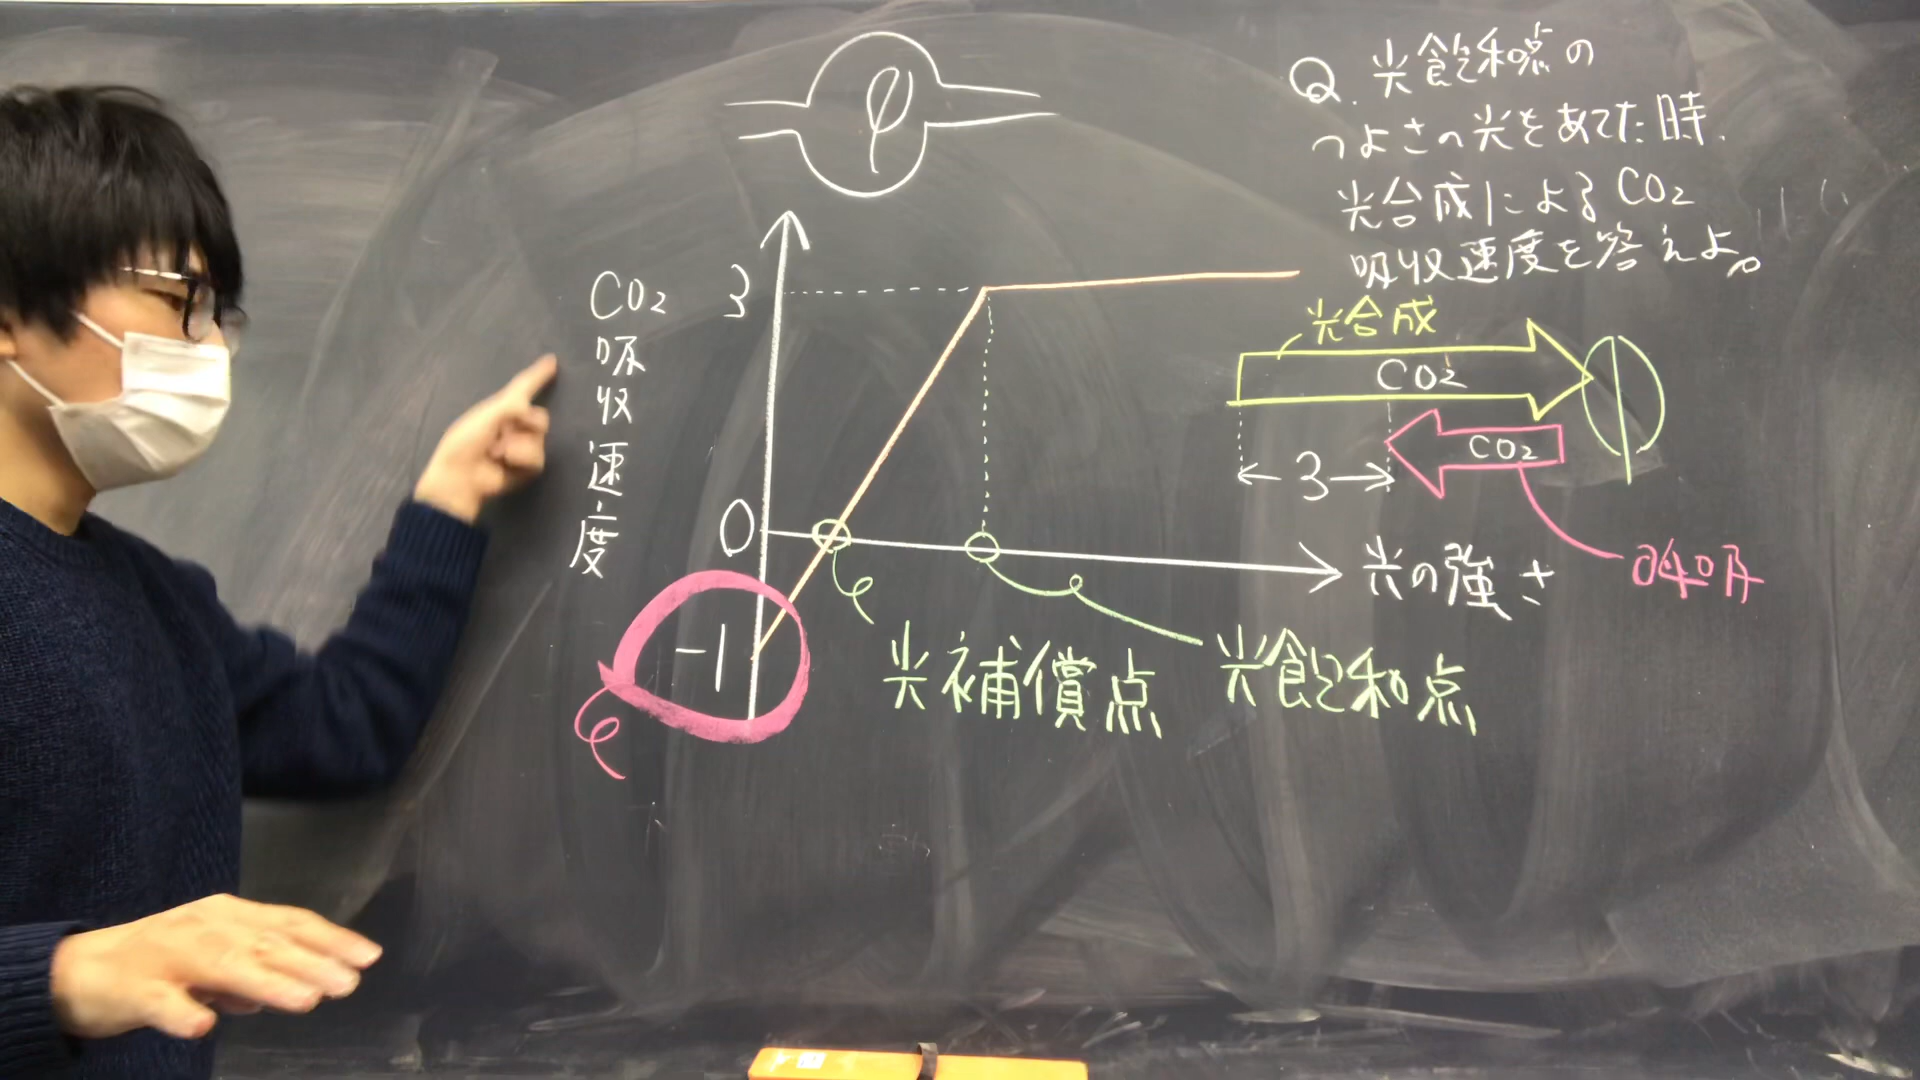 Q. 光飽和点の
つよさの光をあてた時、
光合成によるCO2
吸収速度を答えよ。
CO2吸収速度
3
0
-1
光合成
CO2
CO2
3
呼吸
光の強さ
光補償点
光飽和点